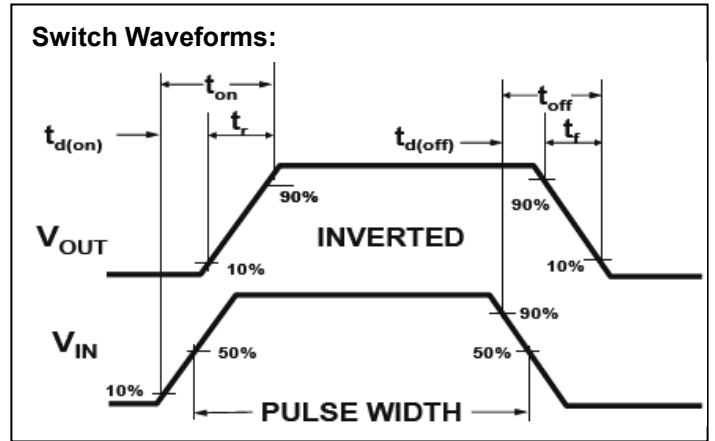 Switch Waveforms:
ton toff
tr tf
td(on) td(off)
90% 90%
VOUT INVERTED
10% 10%
90%
VIN 50% 50%
10%
PULSE WIDTH